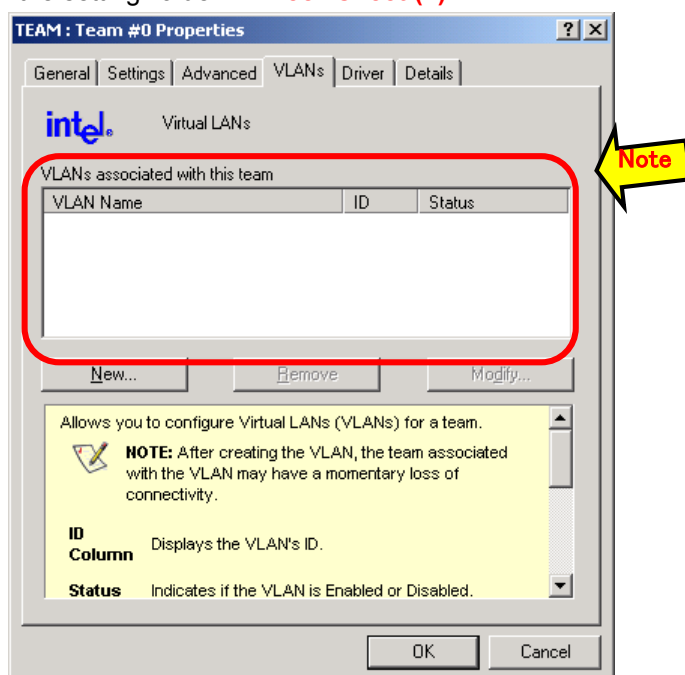 TEAM : Team #0 Properties
General Settings Advanced VLANs Driver Details
intel® Virtual LANs
Note
VLANs associated with this team
VLAN Name ID Status
New... Remove Modify...
Allows you to configure Virtual LANs (VLANs) for a team.
NOTE: After creating the VLAN, the team associated
with the VLAN may have a momentary loss of
connectivity.
ID
Column Displays the VLAN's ID.
Status Indicates if the VLAN is Enabled or Disabled.
OK Cancel